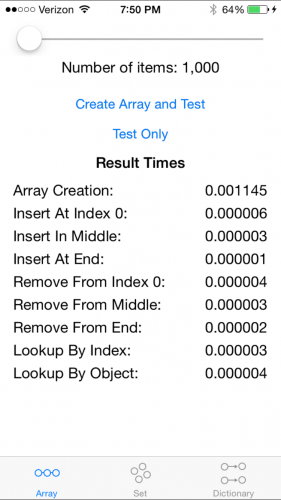 Verizon 7:50 PM 64%
Number of items: 1,000
Create Array and Test
Test Only
Result Times
Array Creation: 0.001145
Insert At Index 0: 0.000006
Insert In Middle: 0.000003
Insert At End: 0.000001
Remove From Index 0: 0.000004
Remove From Middle: 0.000003
Remove From End: 0.000002
Lookup By Index: 0.000003
Lookup By Object: 0.000004
Array Set Dictionary